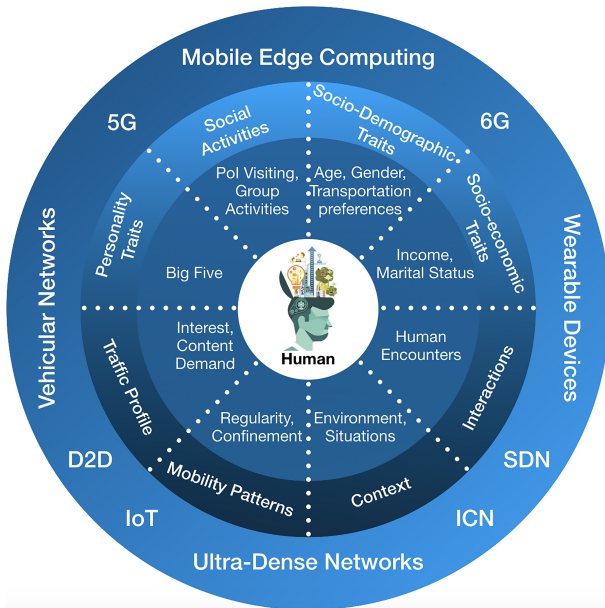 Mobile Edge Computing
5G
6G
Social
Activities
Socio-Demographic
Traits
Personality
Traits
Socio-economic
Traits
PoI Visiting,
Group
Activities
Age, Gender,
Transportation
preferences
Big Five
Income,
Marital Status
Vehicular Networks
Wearable Devices
Human
Interest,
Content
Demand
Human
Encounters
Traffic Profile
Interactions
Regularity,
Confinement
Environment,
Situations
Mobility Patterns
Context
D2D
SDN
IoT
ICN
Ultra-Dense Networks